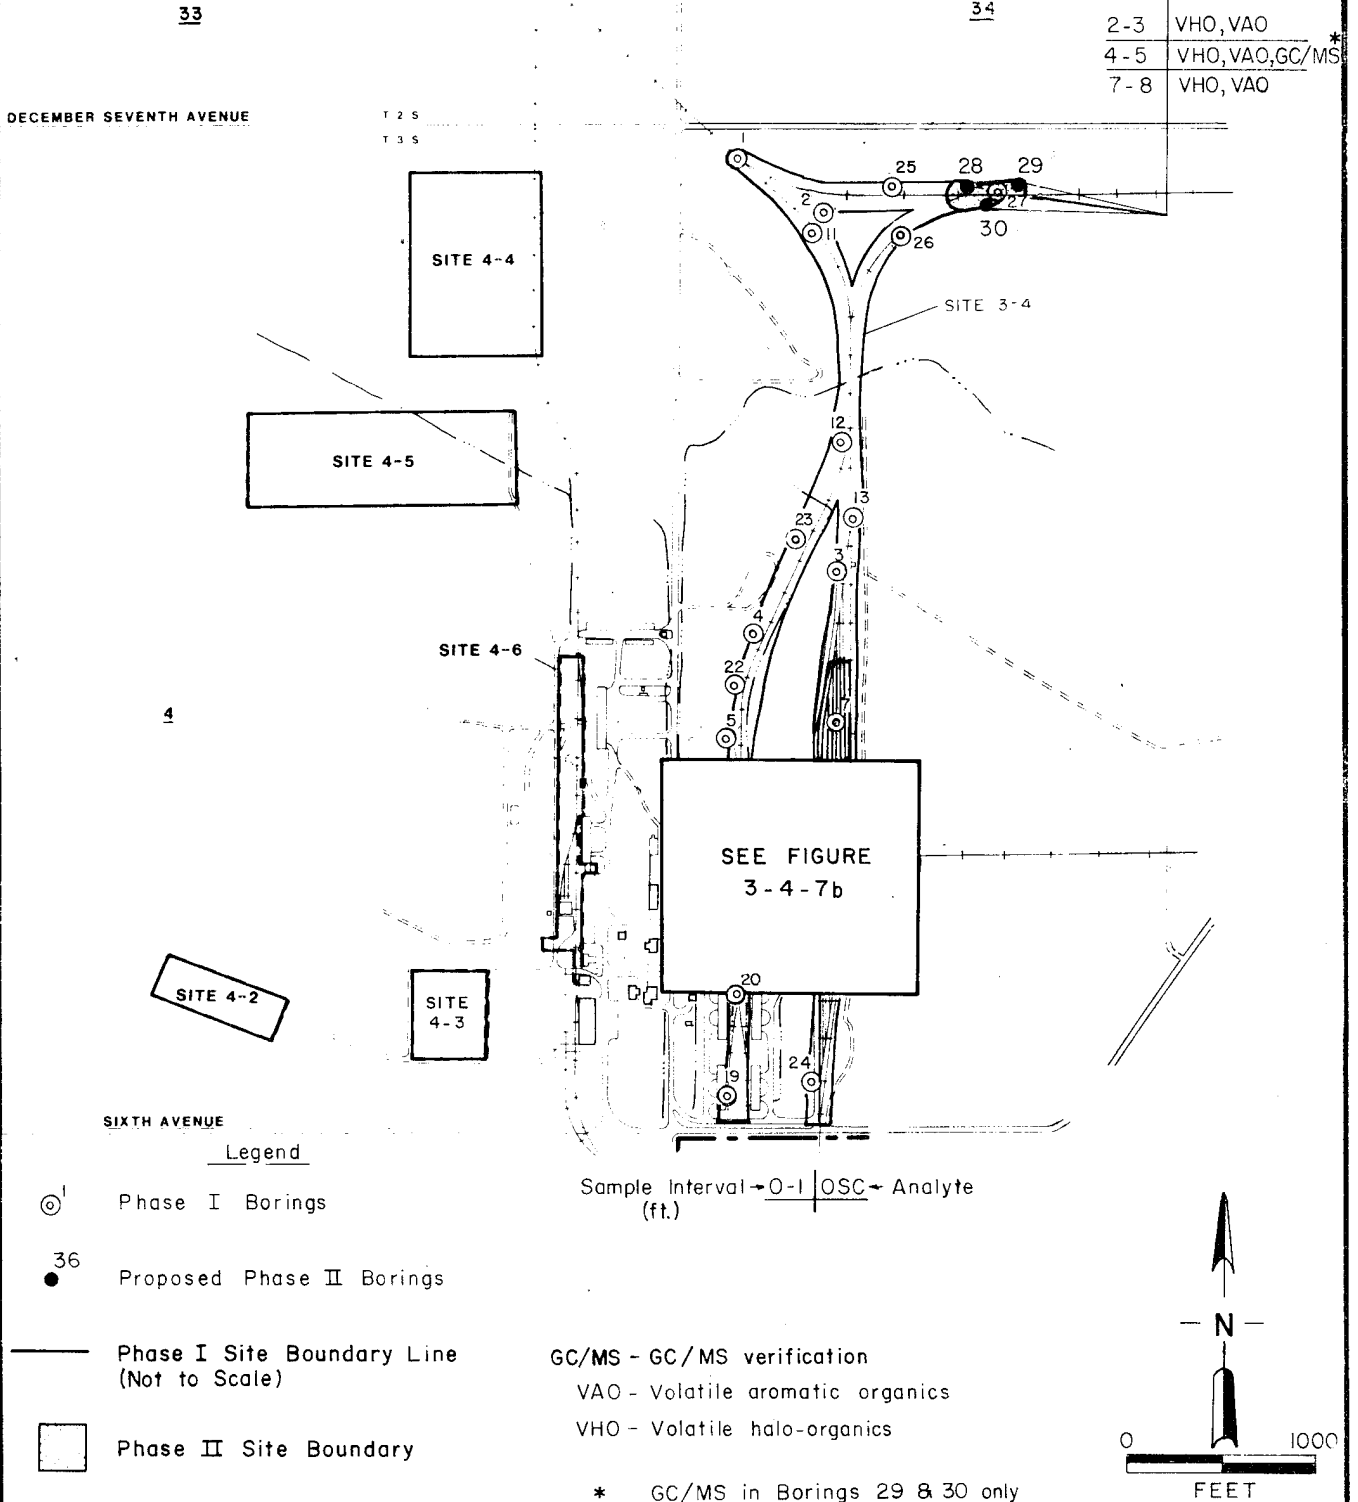 33
34
2-3 VHO,VAO
*
4-5 VHO,VAO,GC/MS
7-8 VHO,VAO
DECEMBER SEVENTH AVENUE
T 2 S
T 3 S
1
25
28
29
2
27
11
26
30
SITE 4-4
SITE 3-4
12
SITE 4-5
13
23
3
4
SITE 4-6
22
4
7
5
SEE FIGURE
3-4-7b
20
SITE 4-2
SITE
4-3
24
19
SIXTH AVENUE
Legend
1
Phase I Borings
Sample Interval 0-1 OSC Analyte
(ft.)
36
Proposed Phase II Borings
N
Phase I Site Boundary Line
(Not to Scale)
GC/MS - GC/MS verification
VAO - Volatile aromatic organics
VHO - Volatile halo-organics
Phase II Site Boundary
0 1000
FEET
* GC/MS in Borings 29 & 30 only